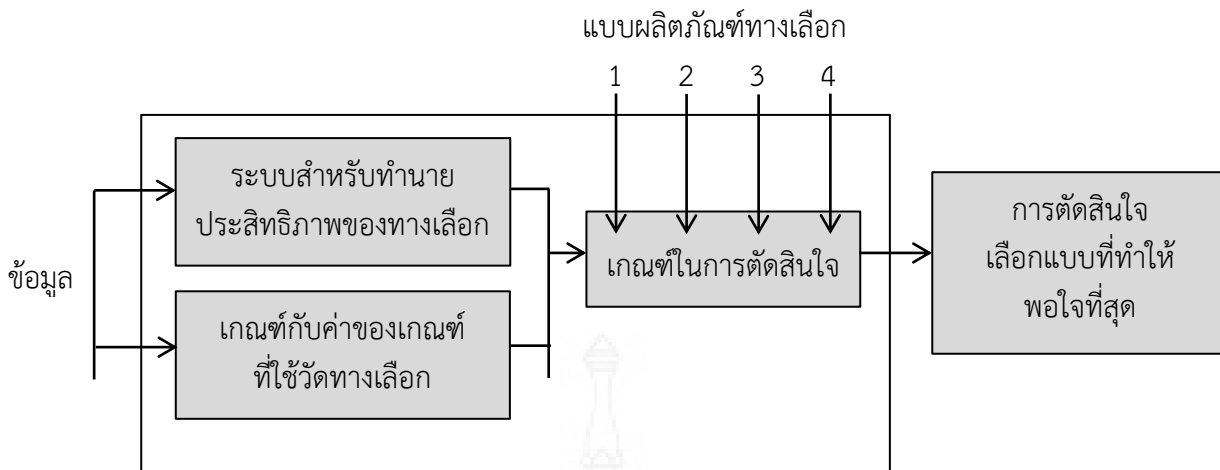 แบบผลิตภัณฑ์ทางเลือก
1 2 3 4
ระบบสำหรับทำนาย
ประสิทธิภาพของทางเลือก
ข้อมูล
เกณฑ์กับค่าของเกณฑ์
ที่ใช้วัดทางเลือก
เกณฑ์ในการตัดสินใจ
การตัดสินใจ
เลือกแบบที่ทำให้
พอใจที่สุด